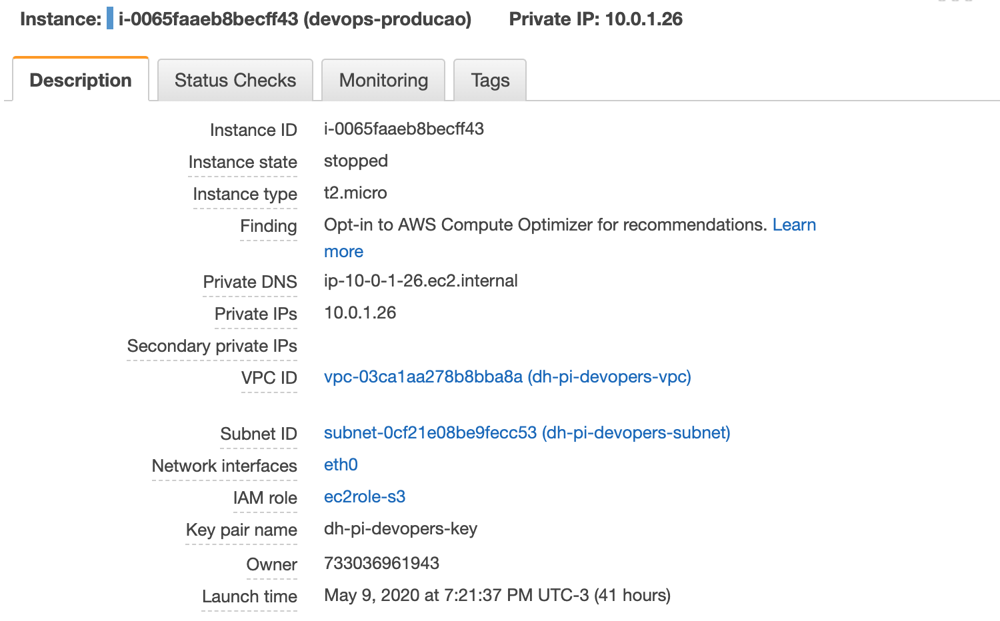 Instance: i-0065faaeb8becff43 (devops-producao) Private IP: 10.0.1.26
Description Status Checks Monitoring Tags
Instance ID i-0065faaeb8becff43
Instance state stopped
Instance type t2.micro
Finding Opt-in to AWS Compute Optimizer for recommendations. Learn
more
Private DNS ip-10-0-1-26.ec2.internal
Private IPs 10.0.1.26
Secondary private IPs
VPC ID vpc-03ca1aa278b8bba8a (dh-pi-devopers-vpc)
Subnet ID subnet-0cf21e08be9fecc53 (dh-pi-devopers-subnet)
Network interfaces eth0
IAM role ec2role-s3
Key pair name dh-pi-devopers-key
Owner 733036961943
Launch time May 9, 2020 at 7:21:37 PM UTC-3 (41 hours)